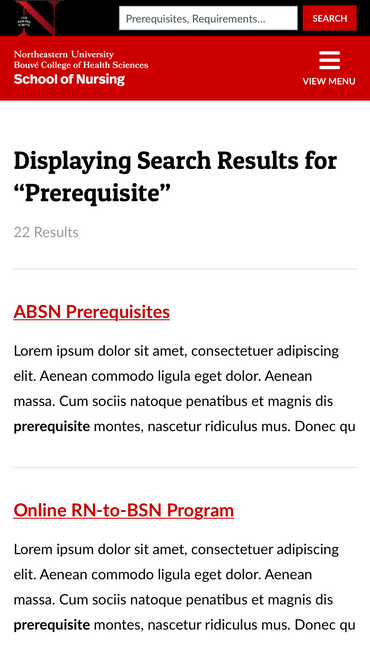 Prerequisites, Requirements...
SEARCH
Northeastern University
Bouvé College of Health Sciences
School of Nursing
VIEW MENU
Displaying Search Results for
“Prerequisite”
22 Results
ABSN Prerequisites
Lorem ipsum dolor sit amet, consectetuer adipiscing
elit. Aenean commodo ligula eget dolor. Aenean
massa. Cum sociis natoque penatibus et magnis dis
prerequisite montes, nascetur ridiculus mus. Donec qu
Online RN-to-BSN Program
Lorem ipsum dolor sit amet, consectetuer adipiscing
elit. Aenean commodo ligula eget dolor. Aenean
massa. Cum sociis natoque penatibus et magnis dis
prerequisite montes, nascetur ridiculus mus. Donec qu